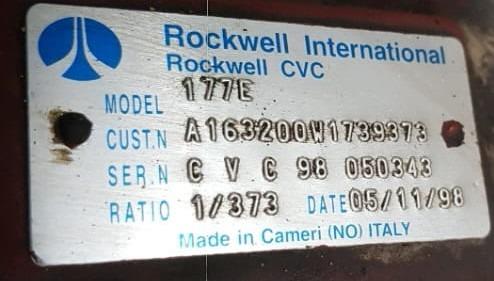 Rockwell International
Rockwell CVC
MODEL 177E
CUST.N A163200W1739373
SER.N C V C 98 050343
RATIO 1/373 DATE 05/11/98
Made in Cameri (NO) ITALY